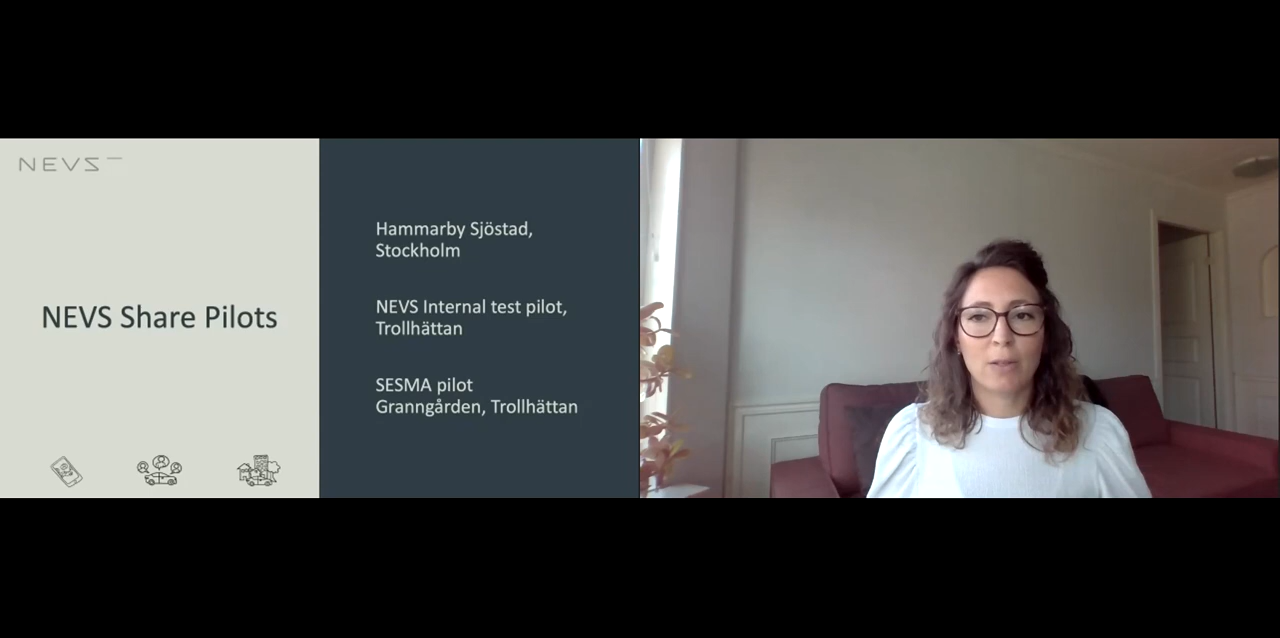 NEVS
NEVS Share Pilots
Hammarby Sjöstad,
Stockholm
NEVS Internal test pilot,
Trollhättan
SESMA pilot
Granngården, Trollhättan